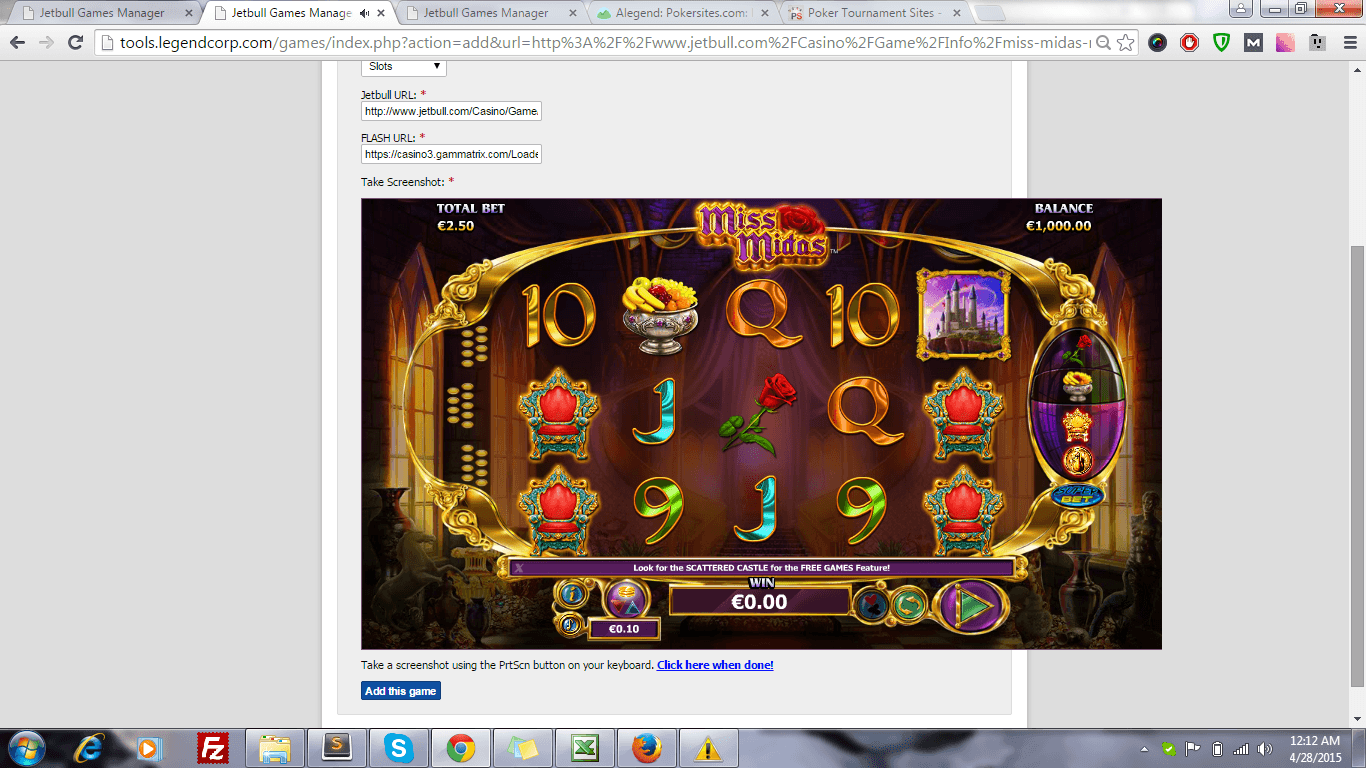 Jetbull Games Manager
Jetbull Games Manage
Jetbull Games Manager
Alegend: Pokersites.com:
Poker Tournament Sites -
tools.legendcorp.com/games/index.php?action=add&url=http%3A%2F%2Fwww.jetbull.com%2FCasino%2FGame%2FInfo%2Fmiss-midas-
Slots
Jetbull URL: *
http://www.jetbull.com/Casino/Game
FLASH URL: *
https://casino3.gammatrix.com/Loade
Take Screenshot: *
TOTAL BET
€2.50
Miss Midas™
BALANCE
€1,000.00
10 Q 10
J Q
9 J 9
SUPER BET
X Look for the SCATTERED CASTLE for the FREE GAMES Feature!
WIN
€0.00
€0.10
Take a screenshot using the PrtScn button on your keyboard. Click here when done!
Add this game
12:12 AM
4/28/2015